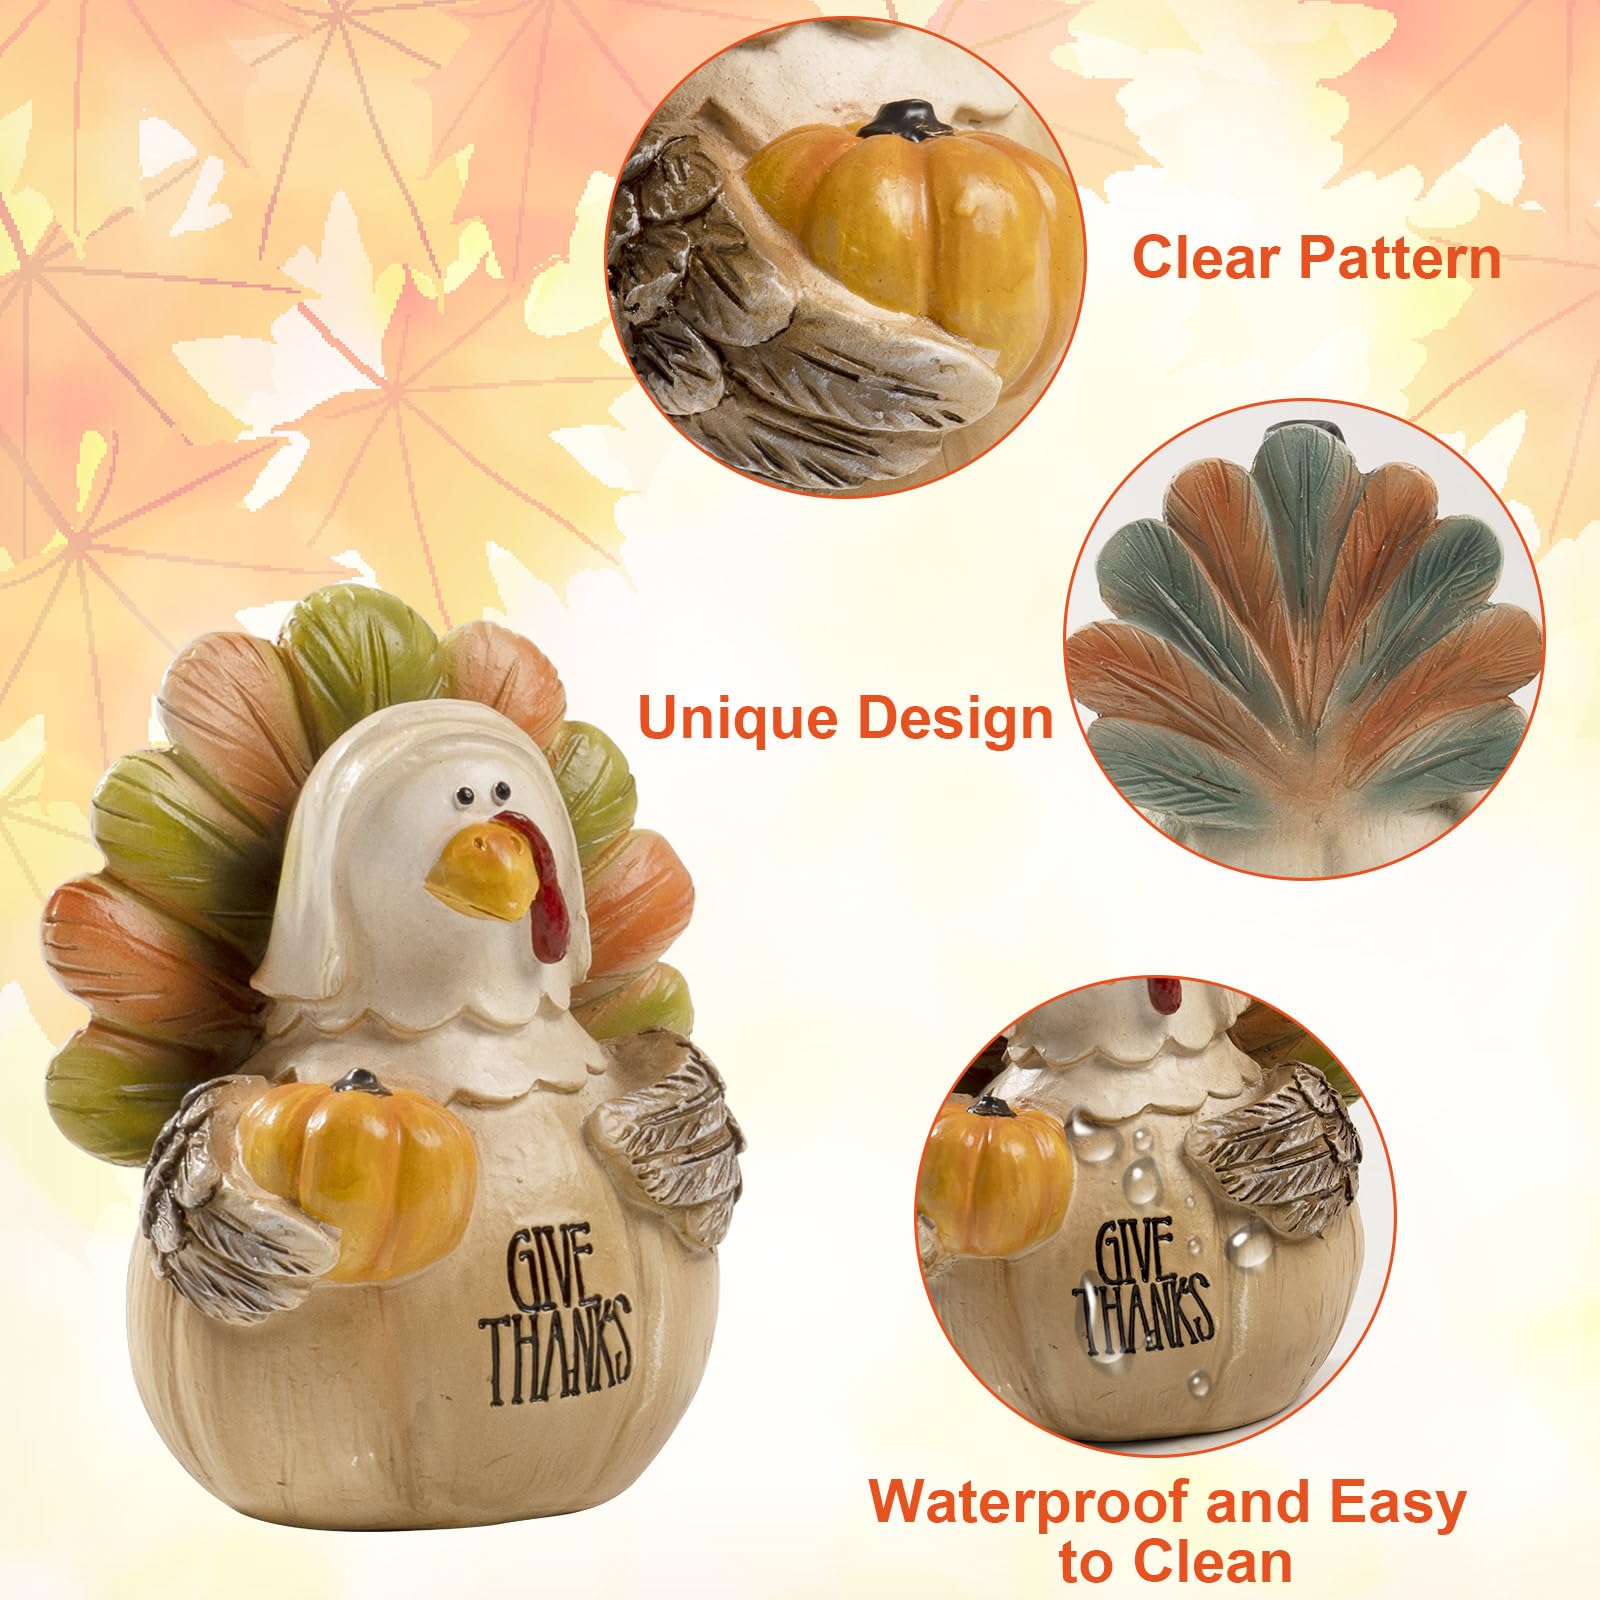 Clear Pattern
Unique Design
GIVE
THANKS
GIVE
THANKS
Waterproof and Easy
to Clean